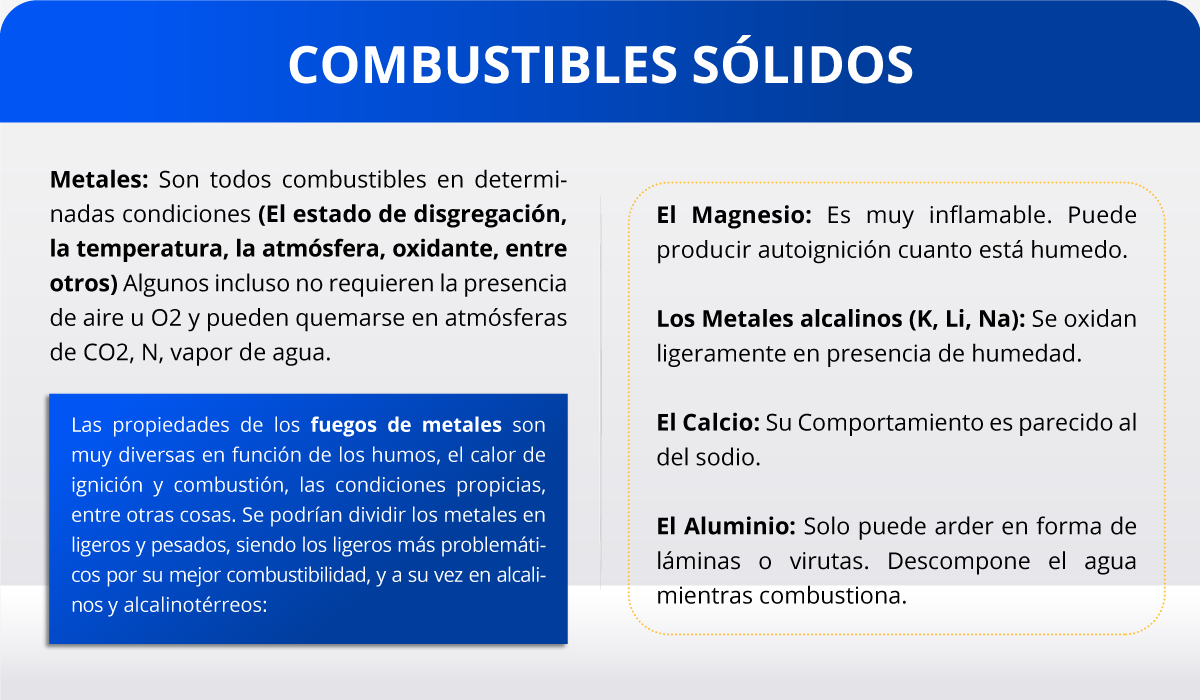 COMBUSTIBLES SÓLIDOS
Metales: Son todos combustibles en determi-
nadas condiciones (El estado de disgregación,
la temperatura, la atmósfera, oxidante, entre
otros) Algunos incluso no requieren la presencia
de aire u O2 y pueden quemarse en atmósferas
de CO2, N, vapor de agua.
Las propiedades de los fuegos de metales son
muy diversas en función de los humos, el calor de
ignición y combustión, las condiciones propicias,
entre otras cosas. Se podrían dividir los metales en
ligeros y pesados, siendo los ligeros más problemáti-
cos por su mejor combustibilidad, y a su vez en alcali-
nos y alcalinotérreos:
El Magnesio: Es muy inflamable. Puede
producir autoignición cuanto está humedo.
Los Metales alcalinos (K, Li, Na): Se oxidan
ligeramente en presencia de humedad.
El Calcio: Su Comportamiento es parecido al
del sodio.
El Aluminio: Solo puede arder en forma de
láminas o virutas. Descompone el agua
mientras combustiona.